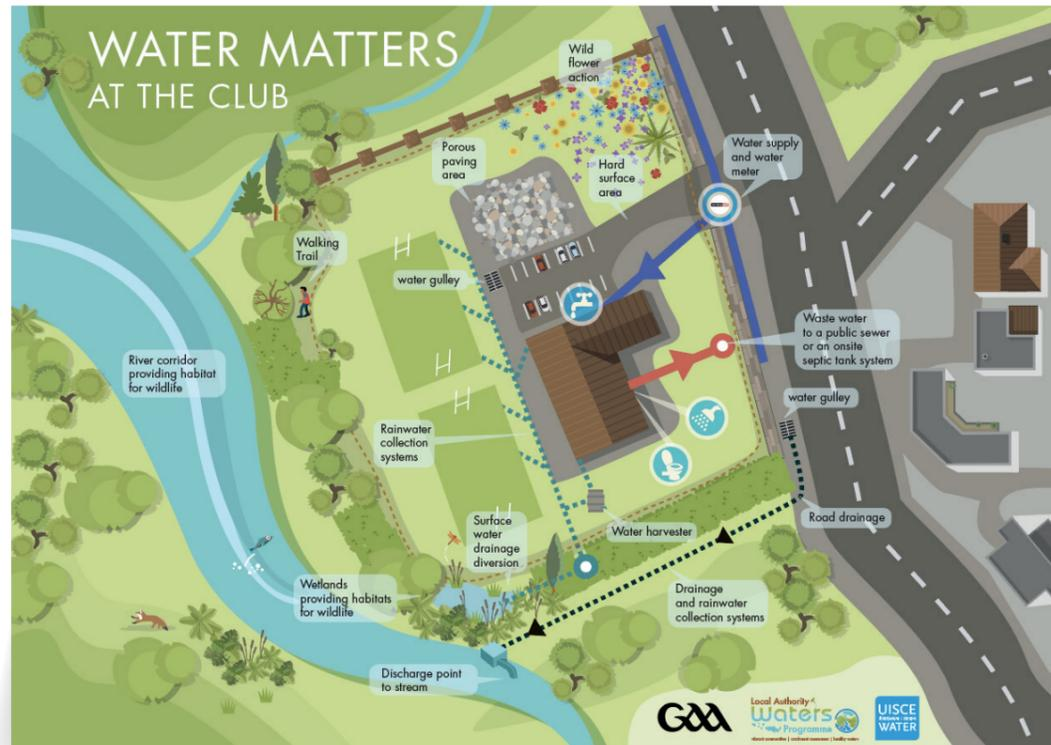 WATER MATTERS
AT THE CLUB
Wild
flower
action
Porous
paving
area
Hard
surface
area
Water supply
and water
meter
Walking
Trail
water gulley
Waste water
to a public sewer
or an onsite
septic tank system
River corridor
providing habitat
for wildlife
water gulley
Rainwater
collection
systems
Surface
water
drainage
diversion
Water harvester
Road drainage
Wetlands
providing habitats
for wildlife
Drainage
and rainwater
collection systems
Discharge point
to stream
GAA
Local Authority
Waters
Programme
UISCE
ÉIREANN : IRISH
WATER